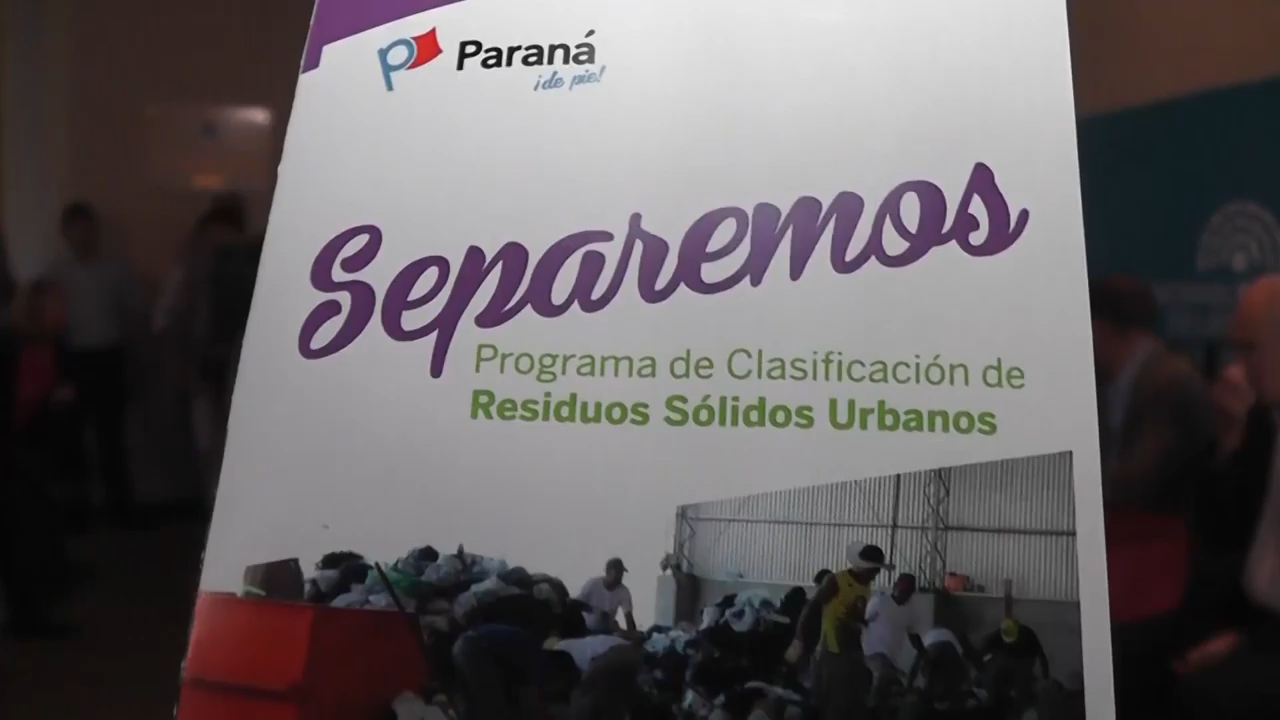 Paraná
¡de pie!
Separemos
Programa de Clasificación de
Residuos Sólidos Urbanos